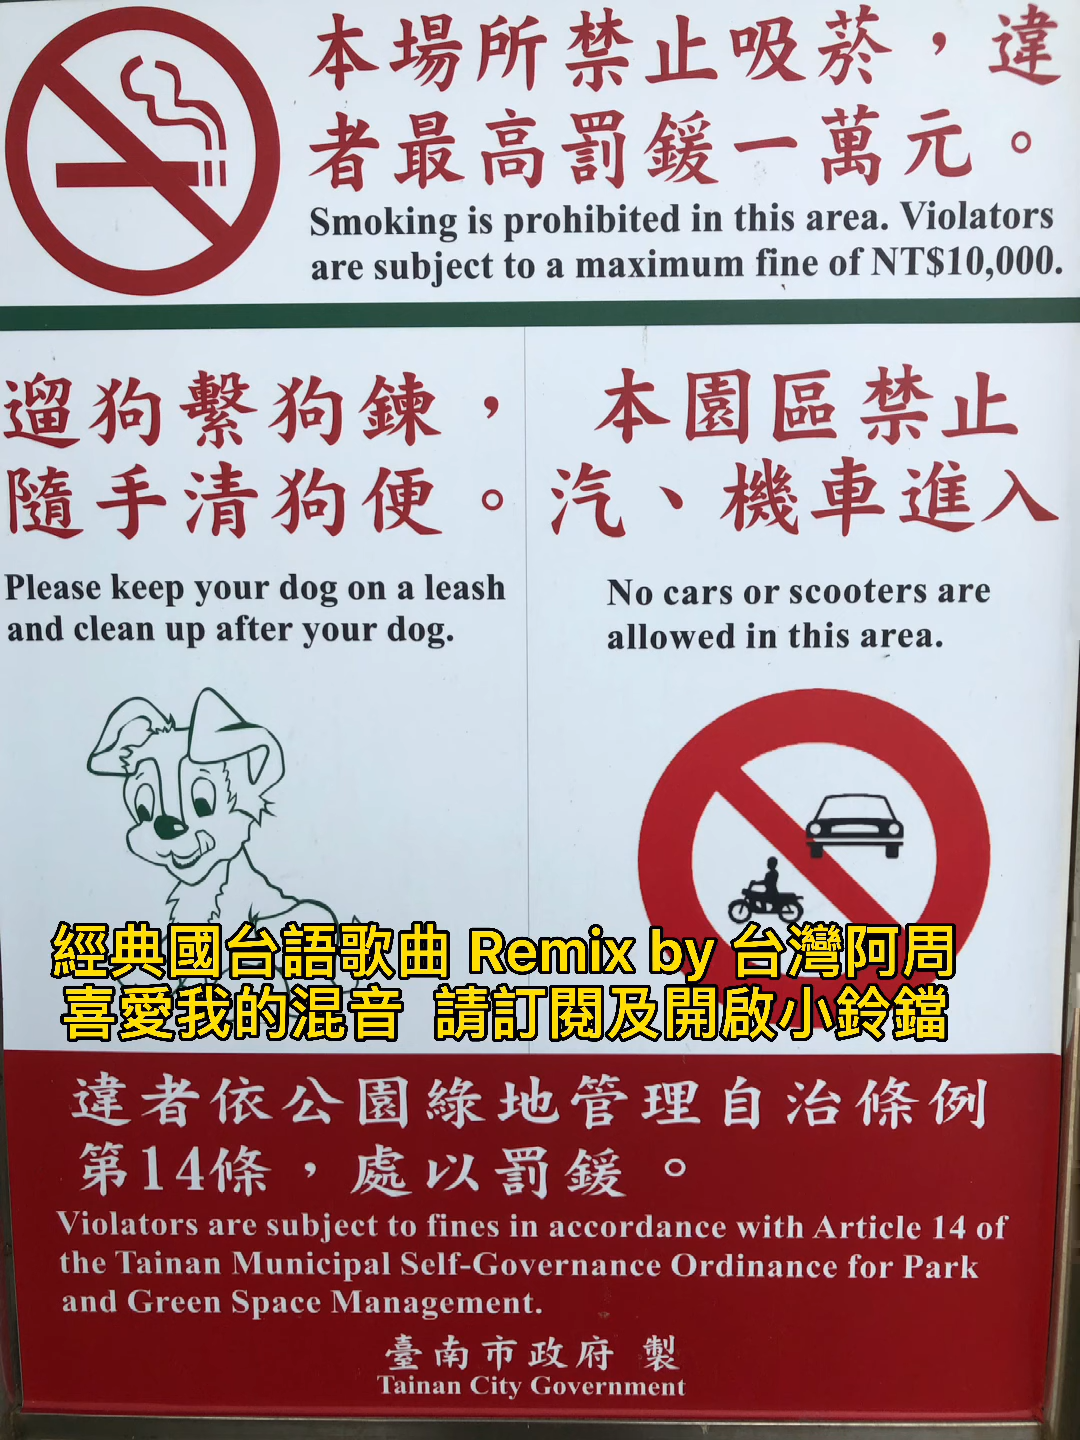 本場所禁止吸菸，違
者最高罰鍰一萬元。
Smoking is prohibited in this area. Violators
are subject to a maximum fine of NT$10,000.
遛狗繫狗鍊，
隨手清狗便。
Please keep your dog on a leash
and clean up after your dog.
本園區禁止
汽、機車進入
No cars or scooters are
allowed in this area.
經典國台語歌曲 Remix by 台灣阿周
喜愛我的混音 請訂閱及開啟小鈴鐺
違者依公園綠地管理自治條例
第14條，處以罰鍰。
Violators are subject to fines in accordance with Article 14 of
the Tainan Municipal Self-Governance Ordinance for Park
and Green Space Management.
臺南市政府 製
Tainan City Government